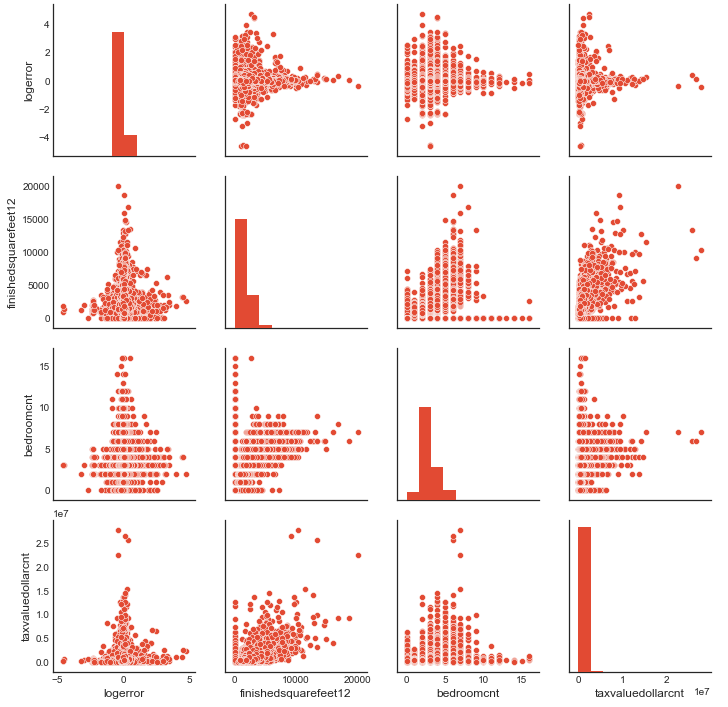 4
2
0
−2
−4
logerror
20000
15000
10000
5000
0
finishedsquarefeet12
15
10
5
0
bedroomcnt
1e7
2.5
2.0
1.5
1.0
0.5
0.0
taxvaluedollarcnt
−5 0 5
logerror
0 10000 20000
finishedsquarefeet12
0 5 10 15
bedroomcnt
0 1 2
1e7
taxvaluedollarcnt